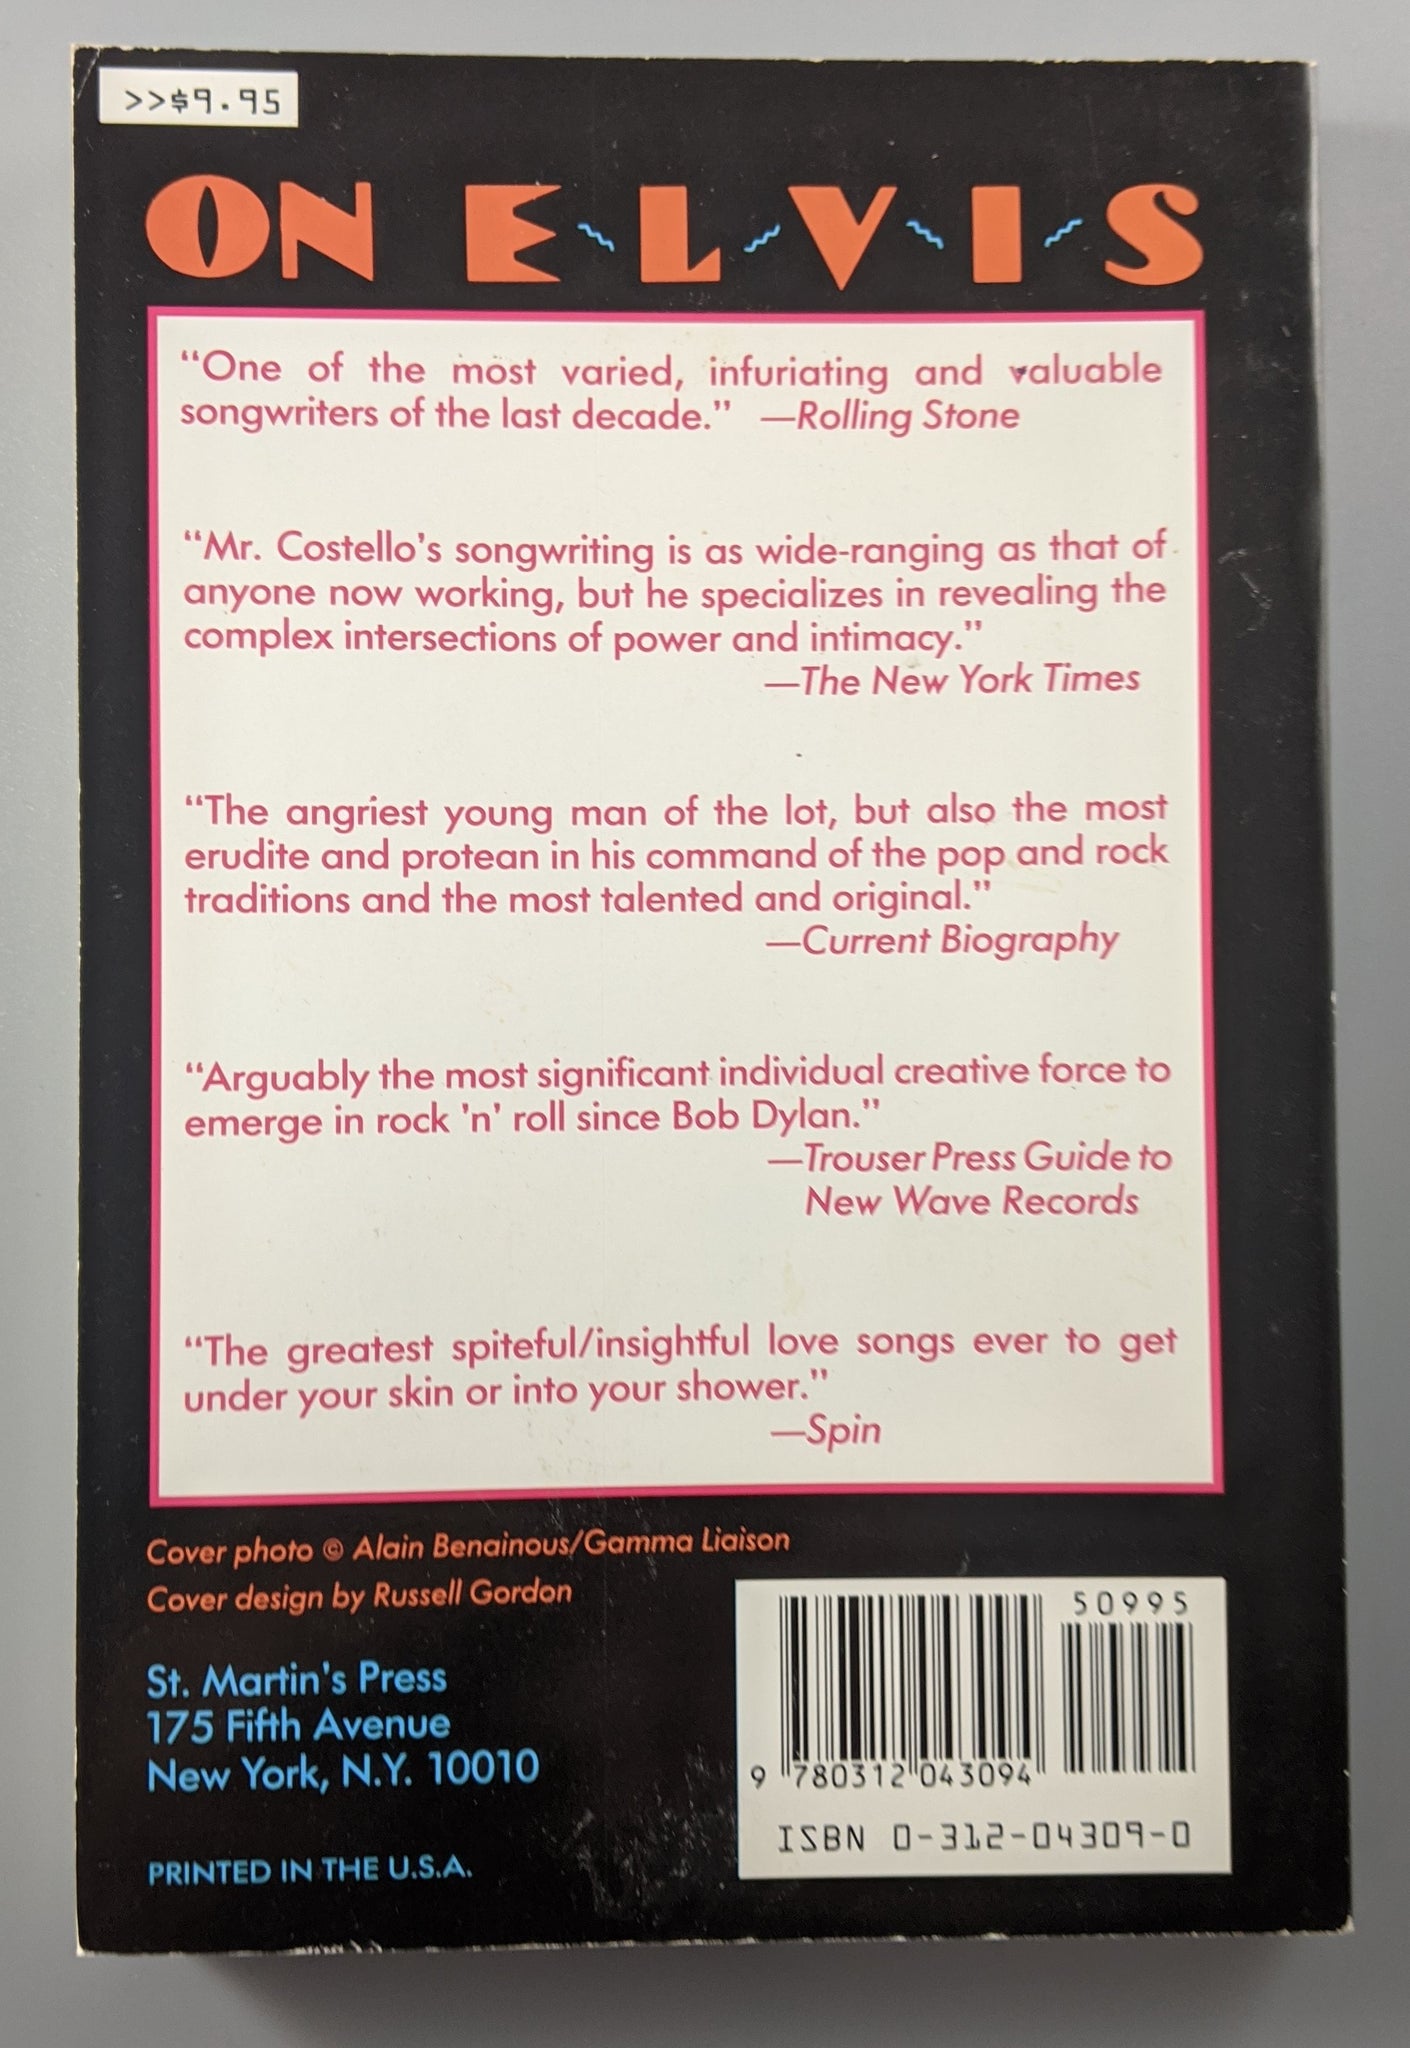 >>$9.95
ON E·L·V·I·S
“One of the most varied, infuriating and valuable
songwriters of the last decade.” —Rolling Stone
“Mr. Costello’s songwriting is as wide-ranging as that of
anyone now working, but he specializes in revealing the
complex intersections of power and intimacy.”
—The New York Times
“The angriest young man of the lot, but also the most
erudite and protean in his command of the pop and rock
traditions and the most talented and original.”
—Current Biography
“Arguably the most significant individual creative force to
emerge in rock 'n' roll since Bob Dylan.”
—Trouser Press Guide to
New Wave Records
“The greatest spiteful/insightful love songs ever to get
under your skin or into your shower.”
—Spin
Cover photo © Alain Benainous/Gamma Liaison
Cover design by Russell Gordon
St. Martin's Press
175 Fifth Avenue
New York, N.Y. 10010
PRINTED IN THE U.S.A.
50995
9 780312 043094
ISBN 0-312-04309-0